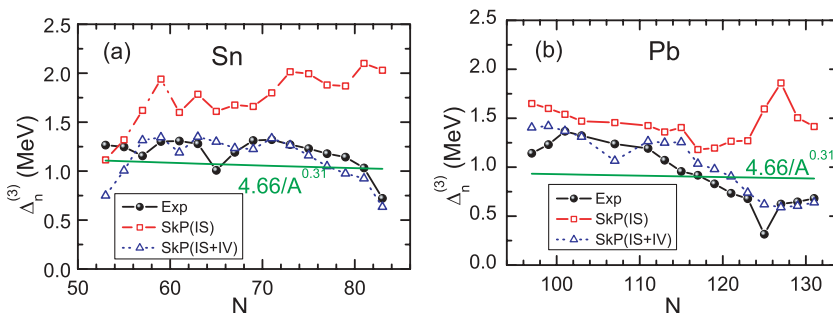 (a) Sn
Δn(3) (MeV)
2.5
2.0
1.5
1.0
0.5
0.0
4.66/A0.31
Exp
SkP(IS)
SkP(IS+IV)
50 60 70 80
N
(b) Pb
Δn(3) (MeV)
2.5
2.0
1.5
1.0
0.5
0.0
4.66/A0.31
Exp
SkP(IS)
SkP(IS+IV)
100 110 120 130
N